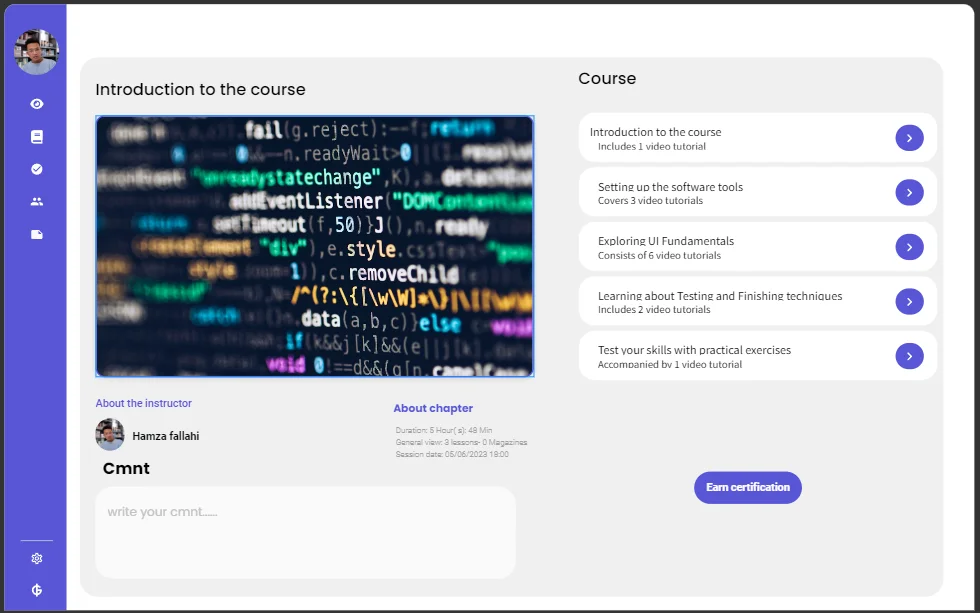 Introduction to the course
fail(g.reject):--f:return
n.readyWait>0
"onreadystatechange",K),a.
addEventListener("DOMContentLoaded"
setTimeout(f,50)}J(),n.ready
"div"),e.style.cssText=
1)),c.removeChild
/^(?:\{[\w\W]*\}|\[[\w\W]*
data(a,b,c)}else
if(k&&j[k]&&(e||j[k].
void 0!==d&&(g[n.camelCase
About the instructor
Hamza fallahi
About chapter
Duration: 5 Hour( s): 48 Min
General view: 3 lessons- 0 Magazines
Session date: 05/06/2023 18:00
Cmnt
write your cmnt......
Course
Introduction to the course
Includes 1 video tutorial
Setting up the software tools
Covers 3 video tutorials
Exploring UI Fundamentals
Consists of 6 video tutorials
Learning about Testing and Finishing techniques
Includes 2 video tutorials
Test your skills with practical exercises
Accompanied by 1 video tutorial
Earn certification